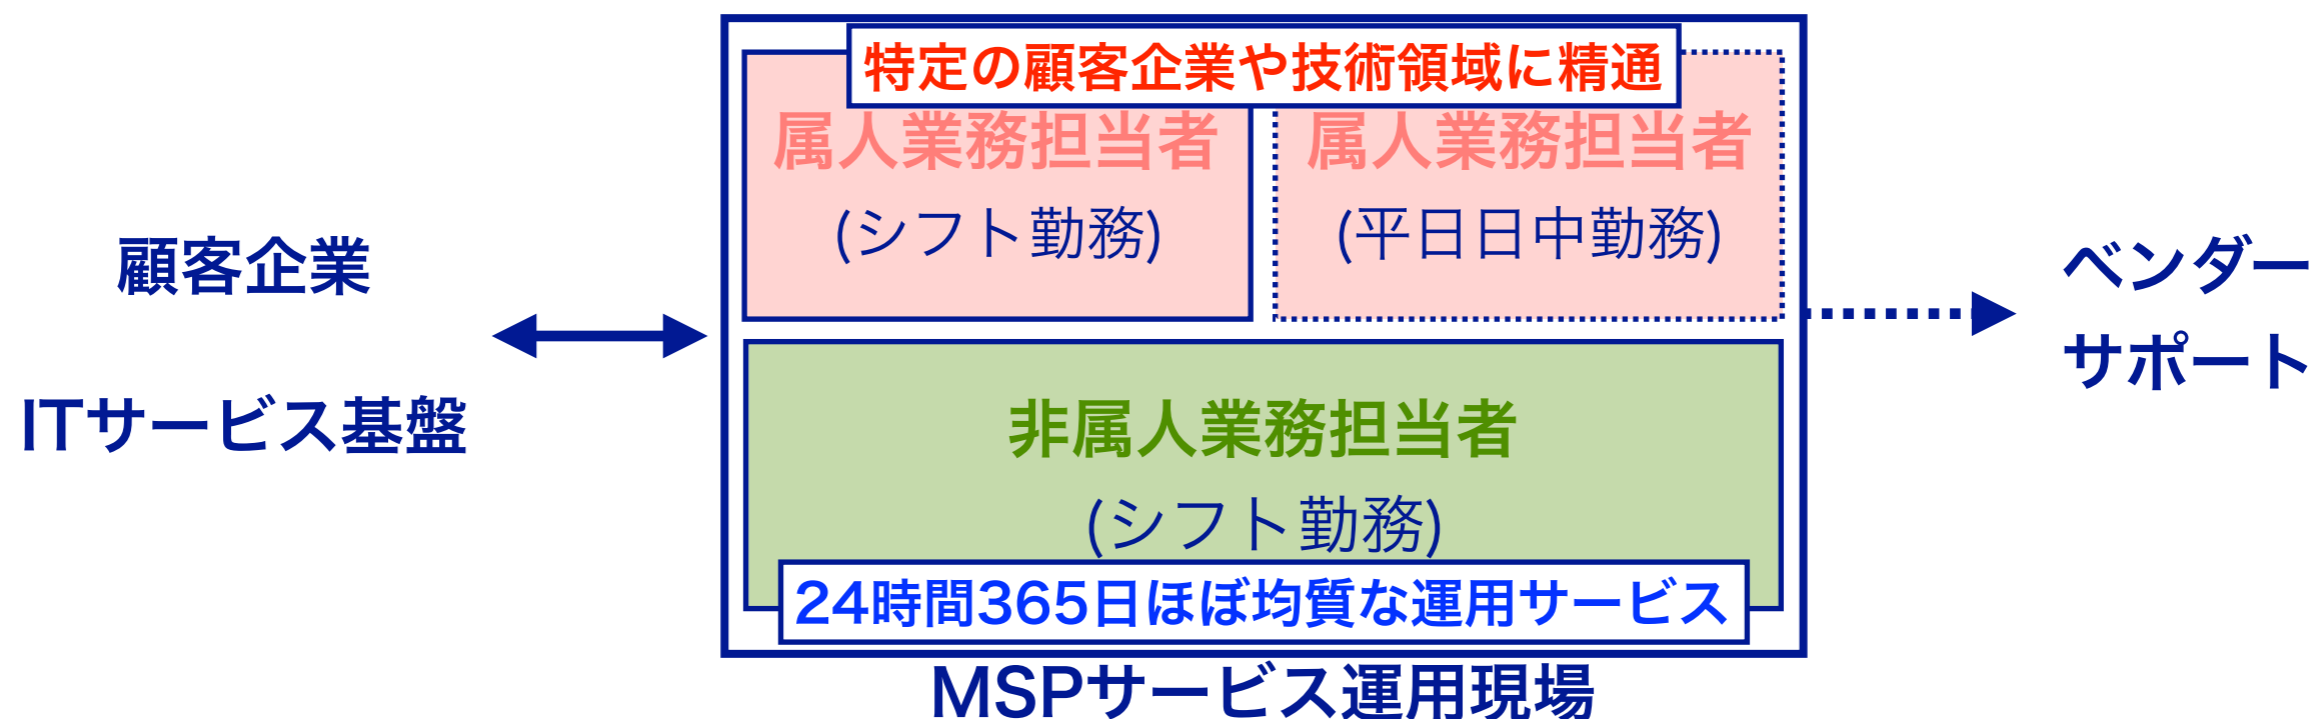 特定の顧客企業や技術領域に精通
属人業務担当者
(シフト勤務)
属人業務担当者
(平日日中勤務)
顧客企業
ITサービス基盤
非属人業務担当者
(シフト勤務)
24時間365日ほぼ均質な運用サービス
MSPサービス運用現場
ベンダー
サポート